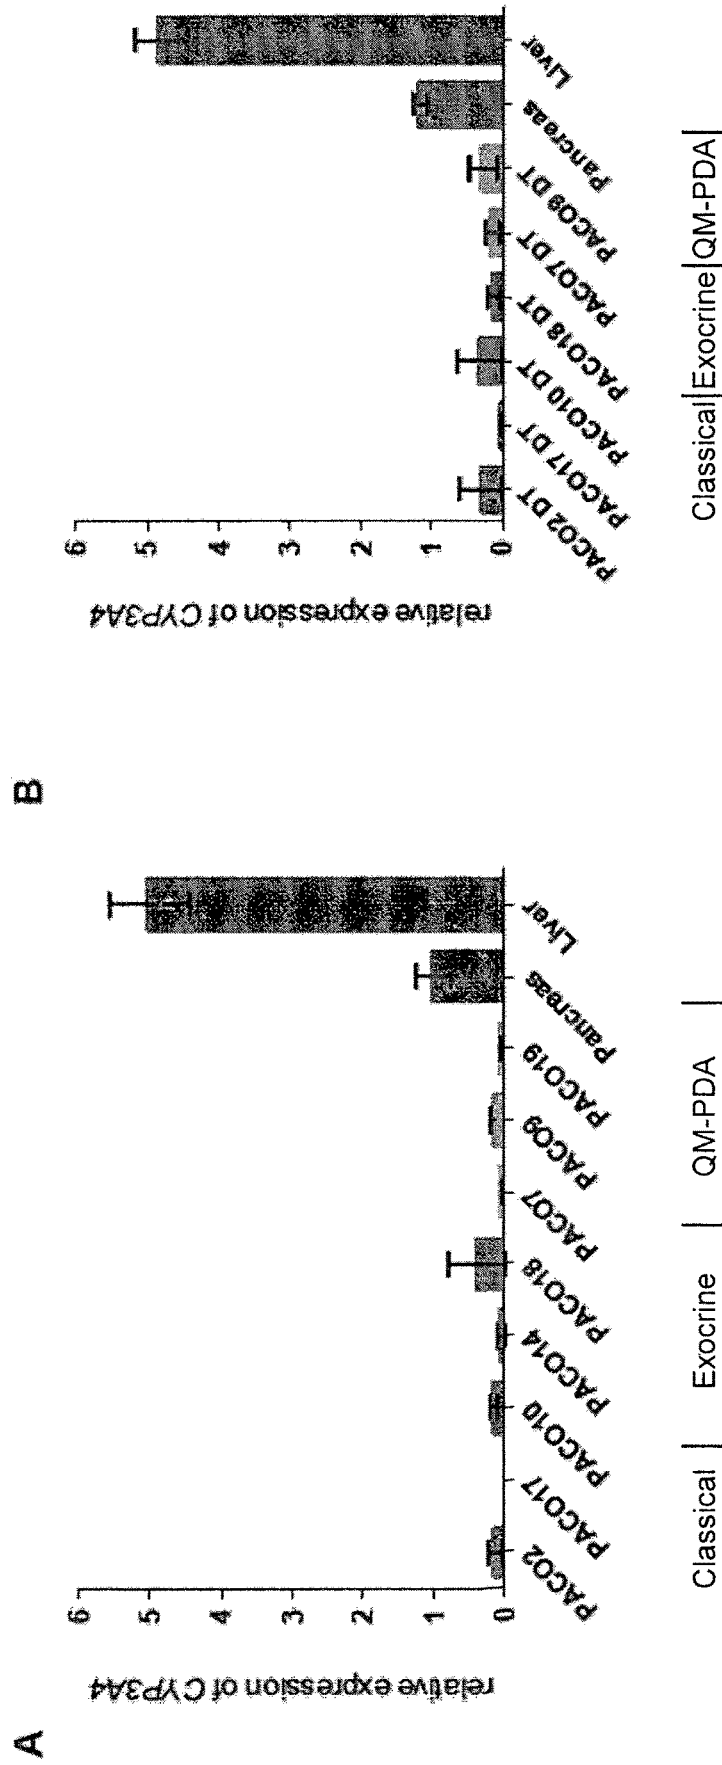 A
relative expression of CYP3A4
6
5
4
3
2
1
0
PACO2
PACO17
PACO10
PACO14
PACO18
PACO7
PACO9
PACO19
Pancreas
Liver
Classical | Exocrine | QM-PDA |
B
relative expression of CYP3A4
6
5
4
3
2
1
0
PACO2 DT
PACO17 DT
PACO10 DT
PACO18 DT
PACO7 DT
PACO9 DT
Pancreas
Liver
Classical|Exocrine|QM-PDA|